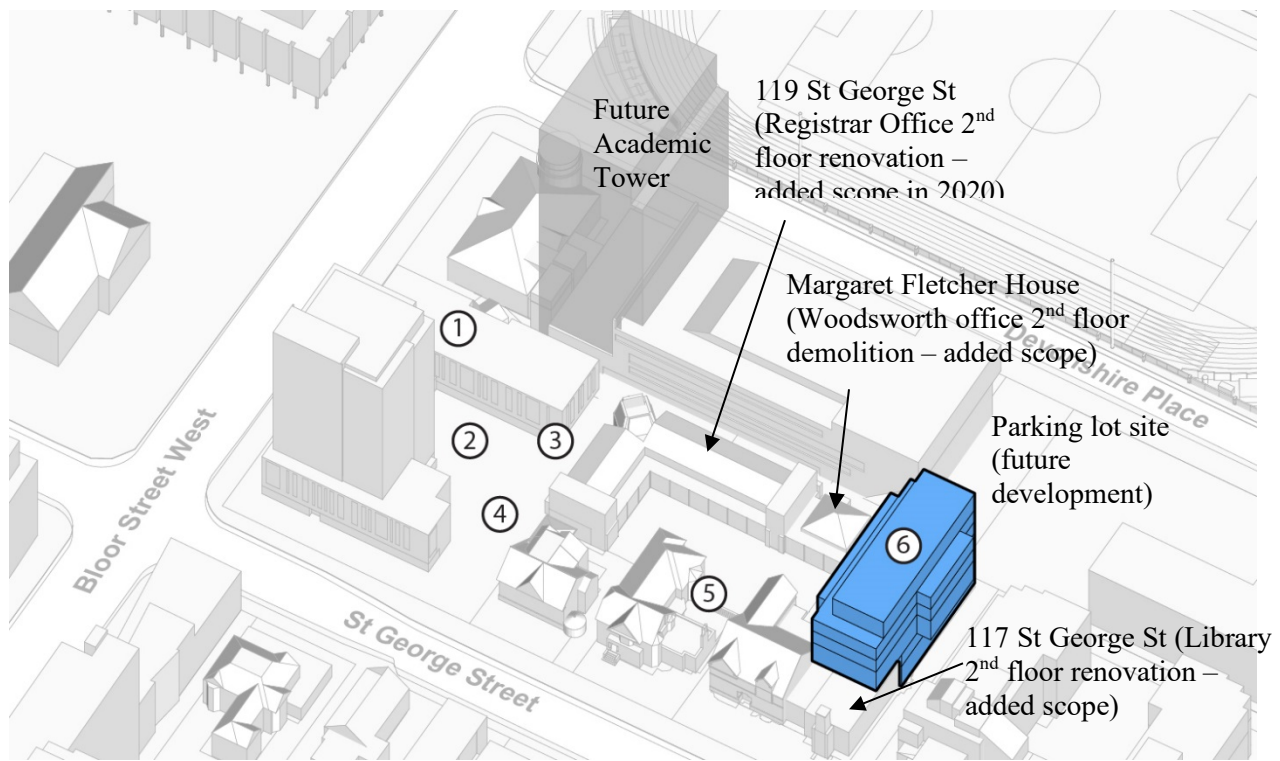 Future
Academic
Tower
119 St George St
(Registrar Office 2nd
floor renovation –
added scope in 2020)
Margaret Fletcher House
(Woodsworth office 2nd floor
demolition – added scope)
Devonshire Place
Parking lot site
(future
development)
1
2
3
4
5
6
Bloor Street West
St George Street
117 St George St (Library
2nd floor renovation –
added scope)